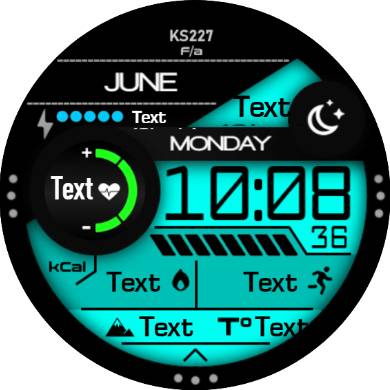 KS227
F/a
JUNE
Text
Text
MONDAY
+
Text
-
10:08
36
kCal
Text Text
Text T° Text